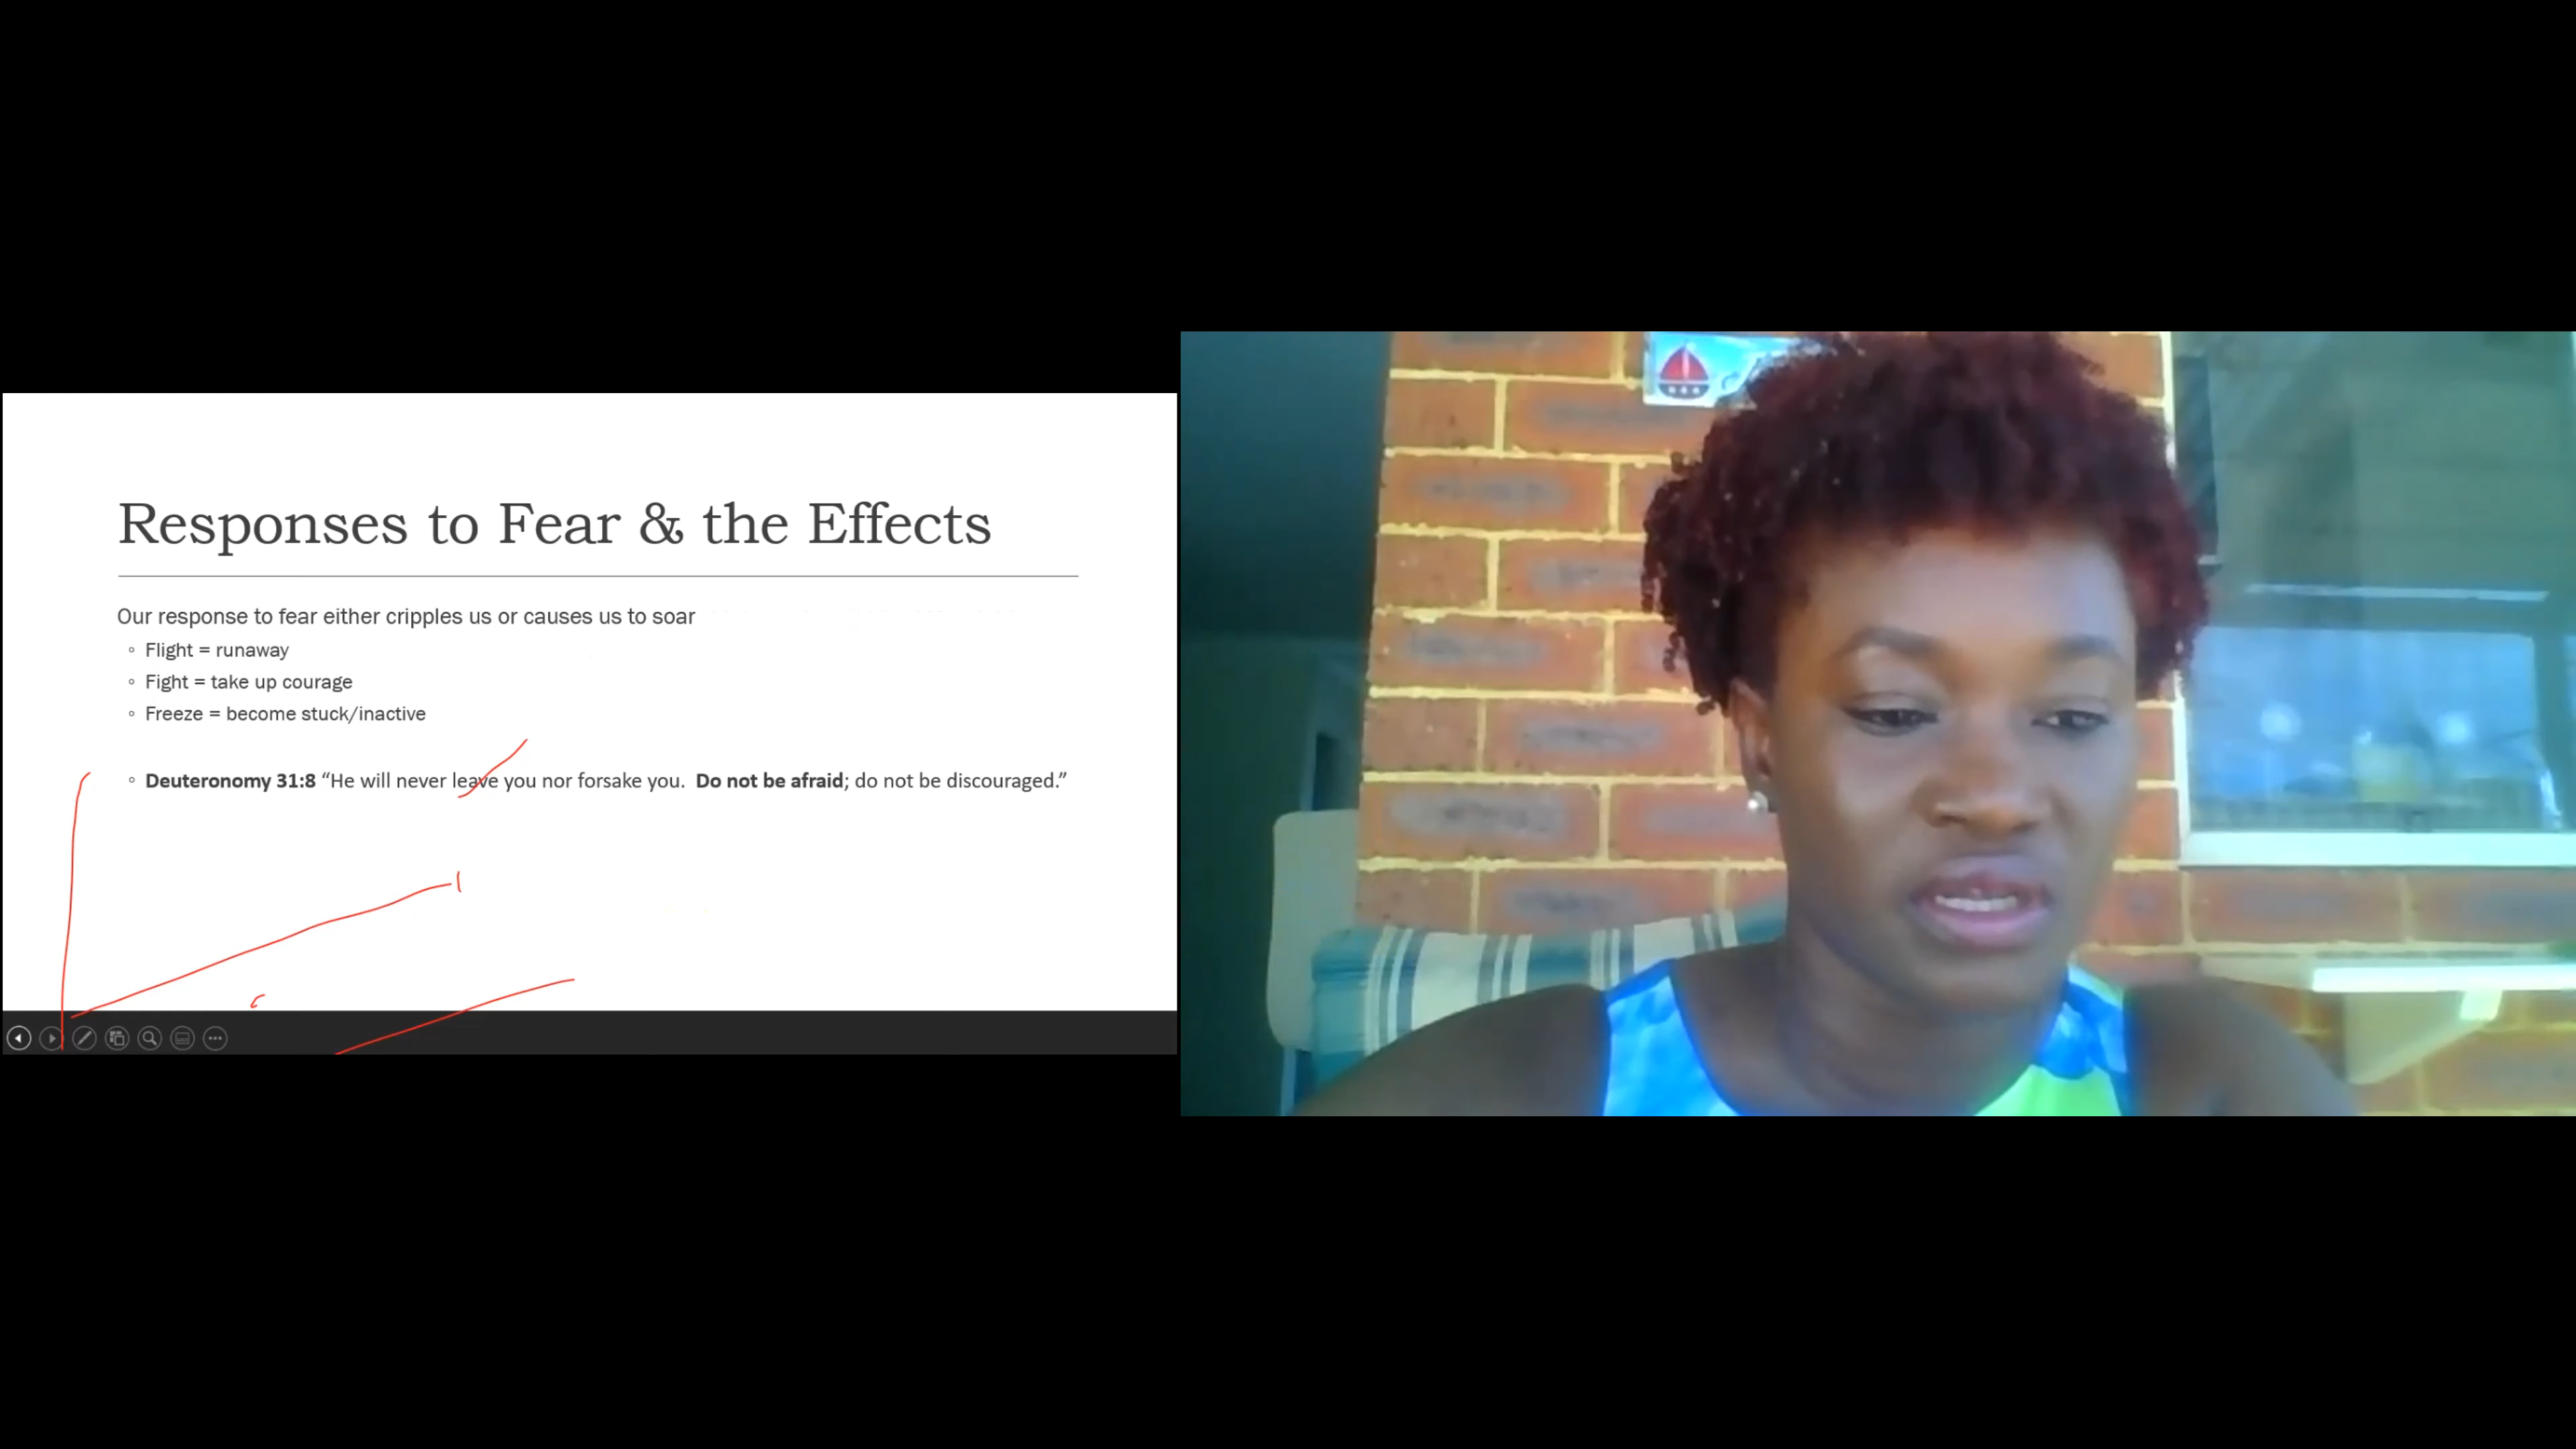 Responses to Fear & the Effects
Our response to fear either cripples us or causes us to soar
◦ Flight = runaway
◦ Fight = take up courage
◦ Freeze = become stuck/inactive
◦ Deuteronomy 31:8 “He will never leave you nor forsake you.  Do not be afraid; do not be discouraged.”